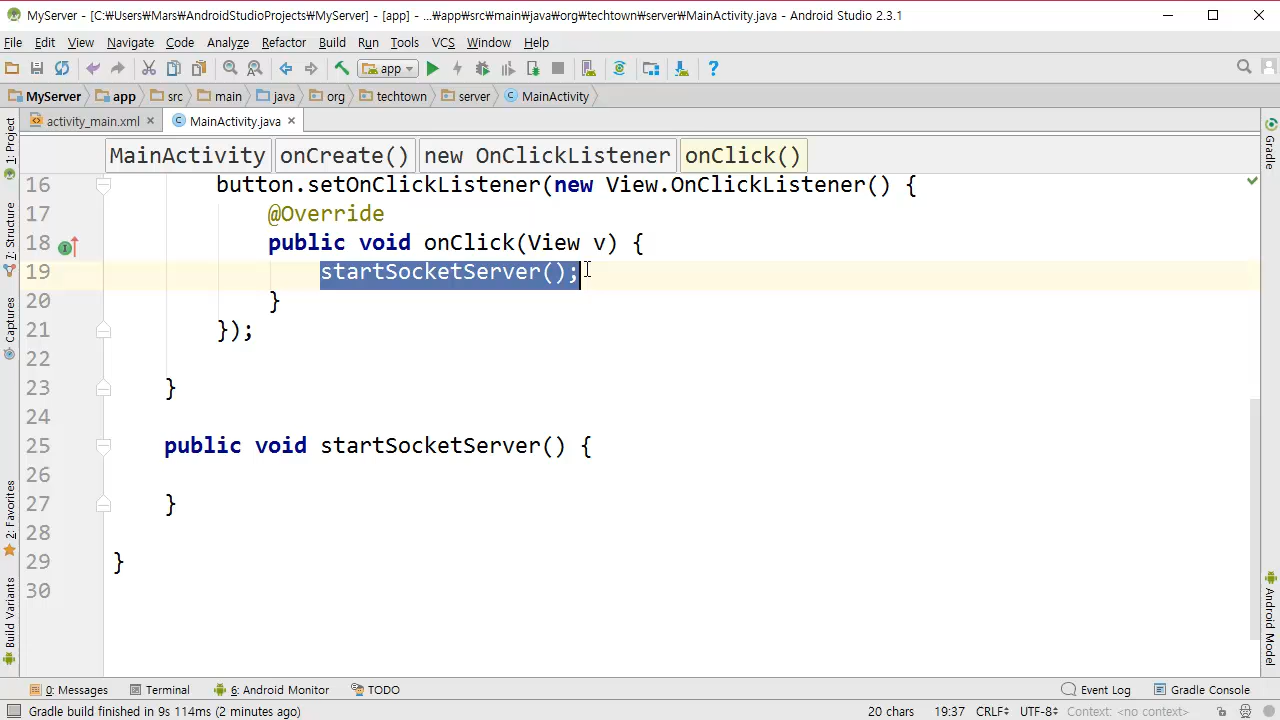 MyServer - [C:₩Users₩Mars₩AndroidStudioProjects₩MyServer] - [app] - ...₩app₩src₩main₩java₩org₩techtown₩server₩MainActivity.java - Android Studio 2.3.1
File Edit View Navigate Code Analyze Refactor Build Run Tools VCS Window Help
app
MyServer app src main java org techtown server MainActivity
activity_main.xml MainActivity.java
MainActivity onCreate() new OnClickListener onClick()
16 button.setOnClickListener(new View.OnClickListener() {
17 @Override
18 public void onClick(View v) {
19 startSocketServer();
20 }
21 });
22
23 }
24
25 public void startSocketServer() {
26
27 }
28
29 }
30
1: Project
7: Structure
Captures
2: Favorites
Build Variants
Gradle
Android Model
0: Messages Terminal 6: Android Monitor TODO Event Log Gradle Console
Gradle build finished in 9s 114ms (2 minutes ago) 20 chars 19:37 CRLF UTF-8 Context: <no context>